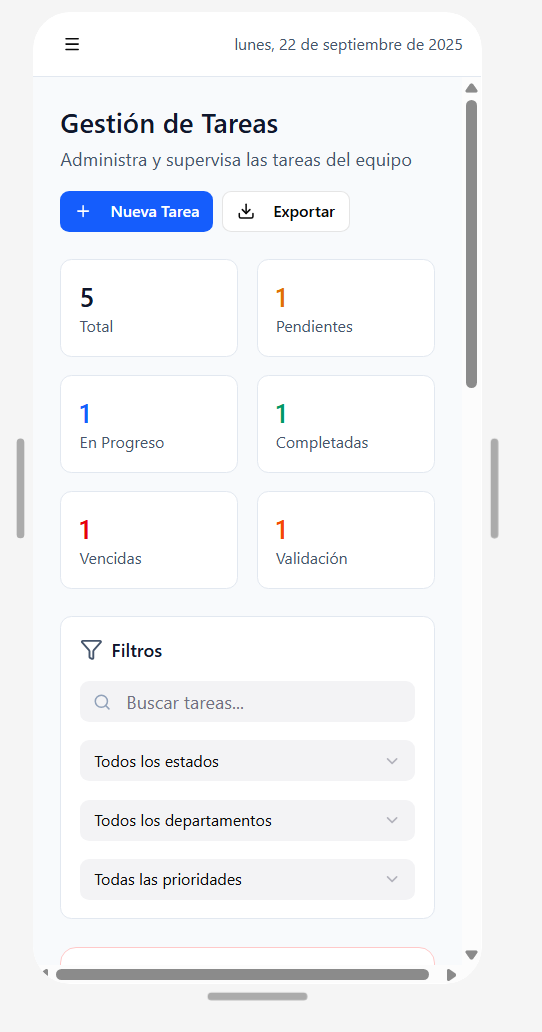 lunes, 22 de septiembre de 2025
Gestión de Tareas
Administra y supervisa las tareas del equipo
Nueva Tarea
Exportar
5
Total
1
Pendientes
1
En Progreso
1
Completadas
1
Vencidas
1
Validación
Filtros
Buscar tareas...
Todos los estados
Todos los departamentos
Todas las prioridades